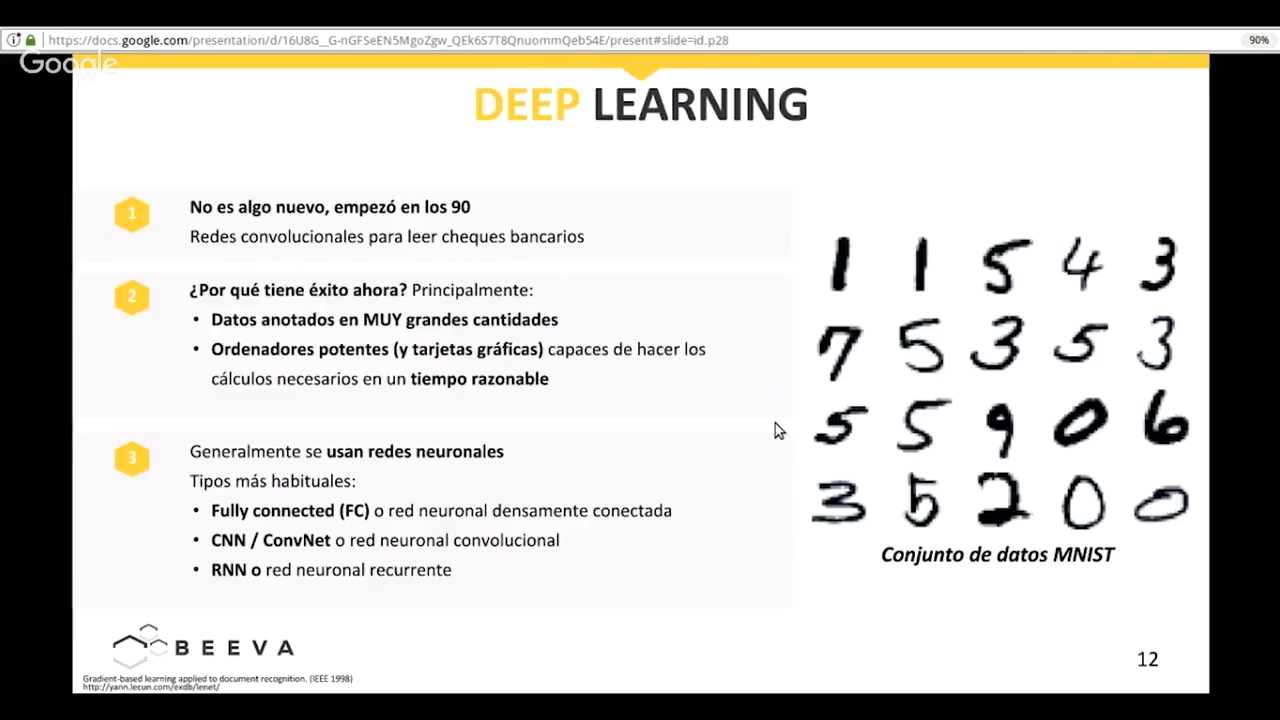 https://docs.google.com/presentation/d/16U8G__G-nGFSeEN5MgoZgw_QEk6S7T8QnuommQeb54E/present#slide=id.p28
90%
Google
DEEP LEARNING
1
No es algo nuevo, empezó en los 90
Redes convolucionales para leer cheques bancarios
2
¿Por qué tiene éxito ahora? Principalmente:
• Datos anotados en MUY grandes cantidades
• Ordenadores potentes (y tarjetas gráficas) capaces de hacer los
cálculos necesarios en un tiempo razonable
3
Generalmente se usan redes neuronales
Tipos más habituales:
• Fully connected (FC) o red neuronal densamente conectada
• CNN / ConvNet o red neuronal convolucional
• RNN o red neuronal recurrente
1 1 5 4 3
7 5 3 5 3
5 5 9 0 6
3 5 2 0 0
Conjunto de datos MNIST
BEEVA
12
Gradient-based learning applied to document recognition. (IEEE 1998)
http://yann.lecun.com/exdb/lenet/